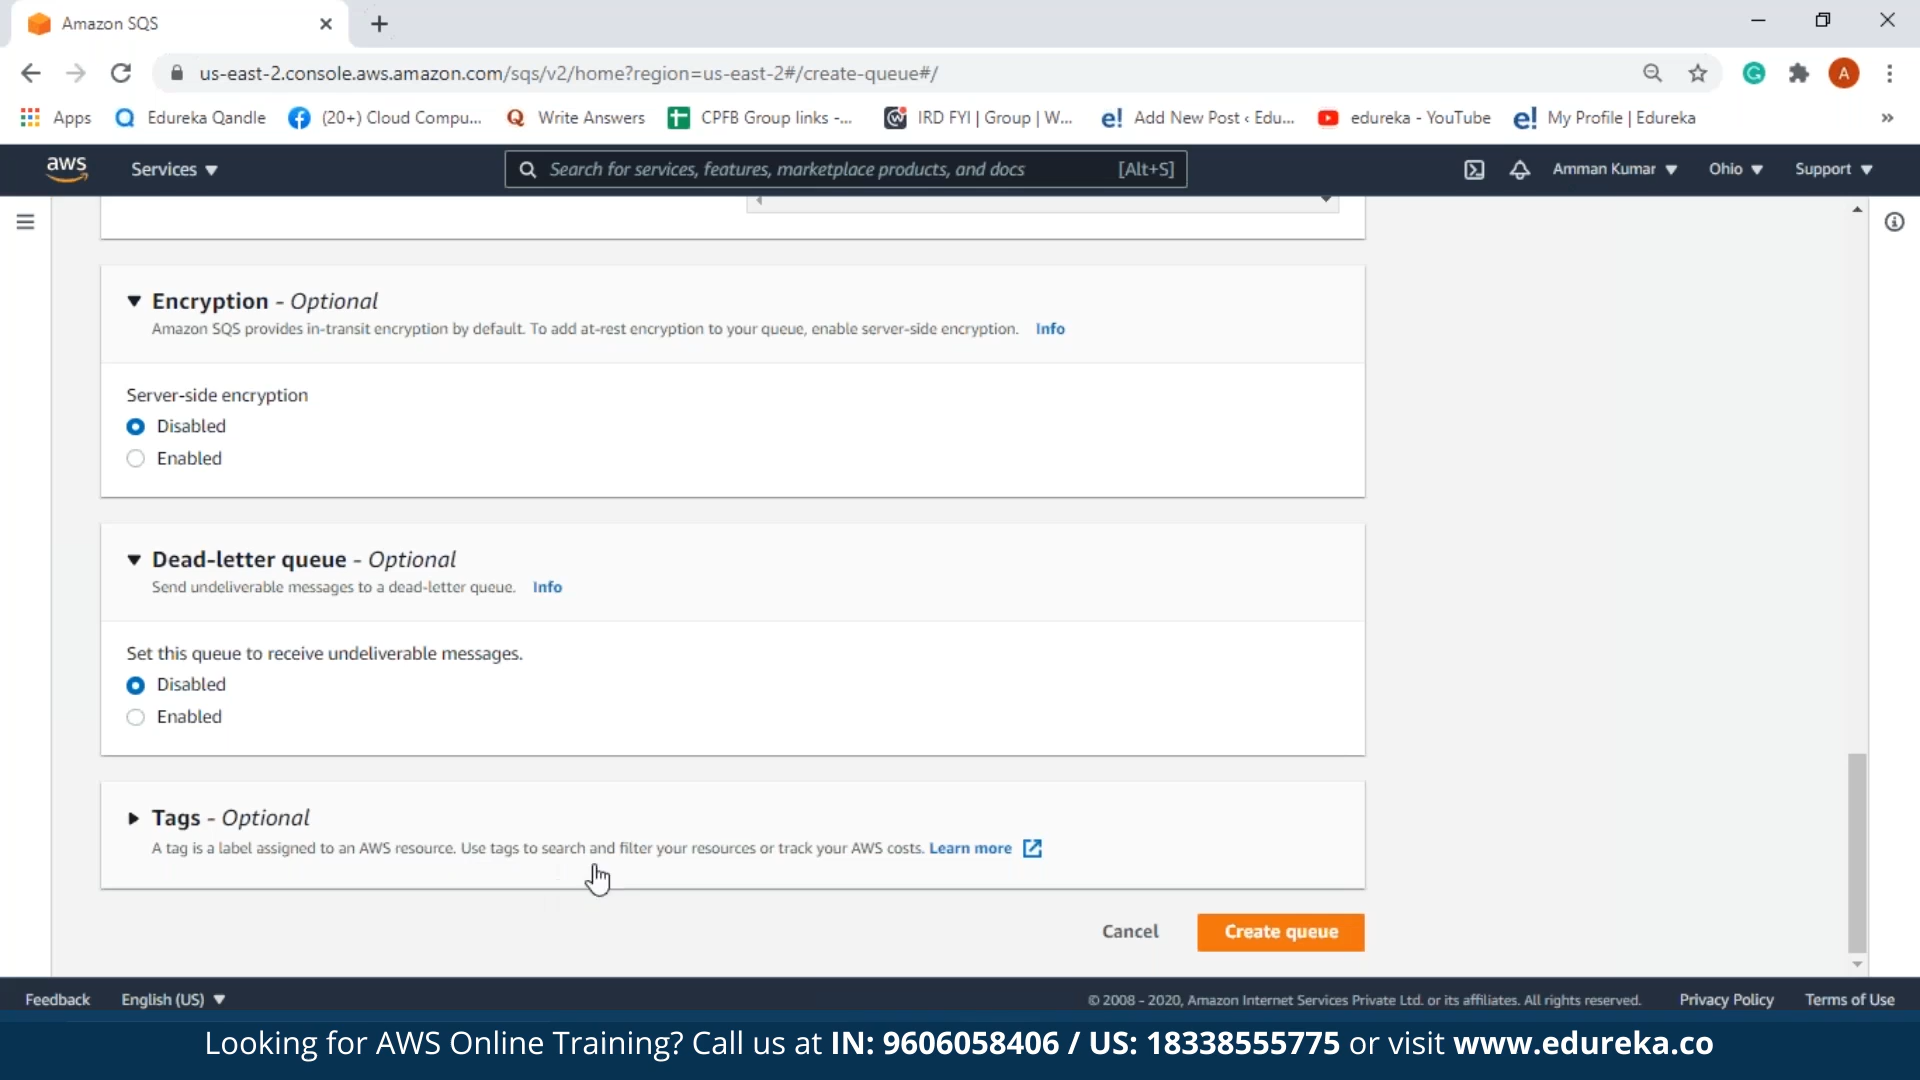 Amazon SQS
us-east-2.console.aws.amazon.com/sqs/v2/home?region=us-east-2#/create-queue#/
A
Apps
Edureka Qandle
(20+) Cloud Compu...
Write Answers
CPFB Group links -...
IRD FYI | Group | W...
e! Add New Post ‹ Edu...
edureka - YouTube
e! My Profile | Edureka
»
aws
Services
Search for services, features, marketplace products, and docs [Alt+S]
Amman Kumar
Ohio
Support
Encryption - Optional
Amazon SQS provides in-transit encryption by default. To add at-rest encryption to your queue, enable server-side encryption. Info
Server-side encryption
Disabled
Enabled
Dead-letter queue - Optional
Send undeliverable messages to a dead-letter queue. Info
Set this queue to receive undeliverable messages.
Disabled
Enabled
Tags - Optional
A tag is a label assigned to an AWS resource. Use tags to search and filter your resources or track your AWS costs. Learn more
Cancel
Create queue
Feedback
English (US)
© 2008 - 2020, Amazon Internet Services Private Ltd. or its affiliates. All rights reserved.
Privacy Policy
Terms of Use
Looking for AWS Online Training? Call us at IN: 9606058406 / US: 18338555775 or visit www.edureka.co